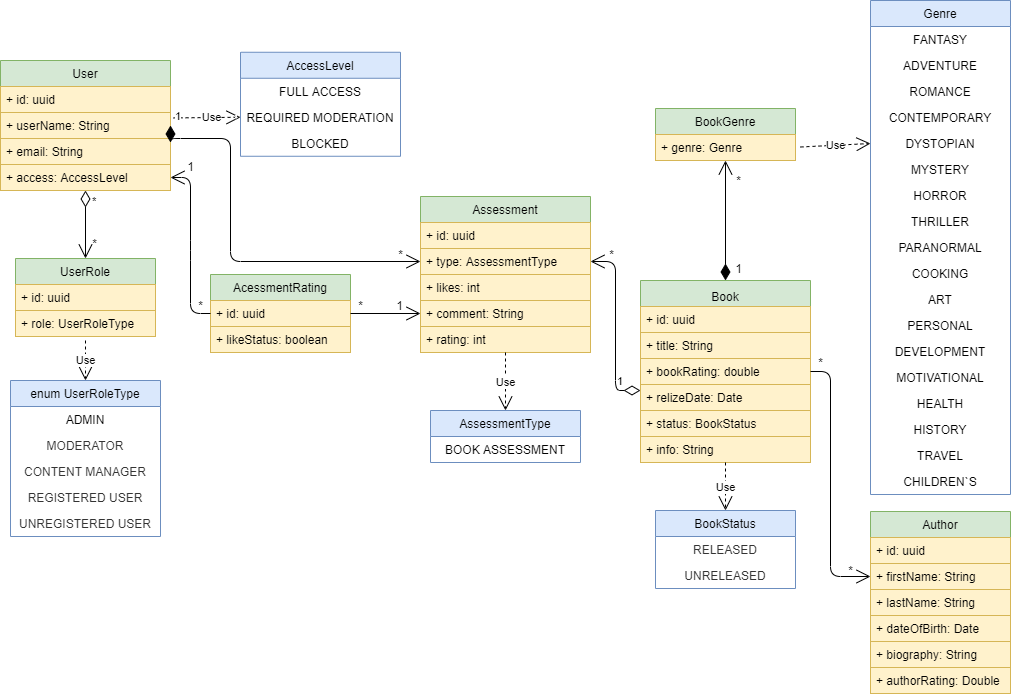 User
+ id: uuid
+ userName: String
+ email: String
+ access: AccessLevel
1
Use
AccessLevel
FULL ACCESS
REQUIRED MODERATION
BLOCKED
*
*
UserRole
+ id: uuid
+ role: UserRoleType
Use
enum UserRoleType
ADMIN
MODERATOR
CONTENT MANAGER
REGISTERED USER
UNREGISTERED USER
1
*
AcessmentRating
+ id: uuid
+ likeStatus: boolean
*
1
*
Assessment
+ id: uuid
+ type: AssessmentType
+ likes: int
+ comment: String
+ rating: int
Use
AssessmentType
BOOK ASSESSMENT
*
1
BookGenre
+ genre: Genre
Use
*
1
Book
+ id: uuid
+ title: String
+ bookRating: double
+ relizeDate: Date
+ status: BookStatus
+ info: String
Use
BookStatus
RELEASED
UNRELEASED
*
*
Genre
FANTASY
ADVENTURE
ROMANCE
CONTEMPORARY
DYSTOPIAN
MYSTERY
HORROR
THRILLER
PARANORMAL
COOKING
ART
PERSONAL
DEVELOPMENT
MOTIVATIONAL
HEALTH
HISTORY
TRAVEL
CHILDREN`S
Author
+ id: uuid
+ firstName: String
+ lastName: String
+ dateOfBirth: Date
+ biography: String
+ authorRating: Double